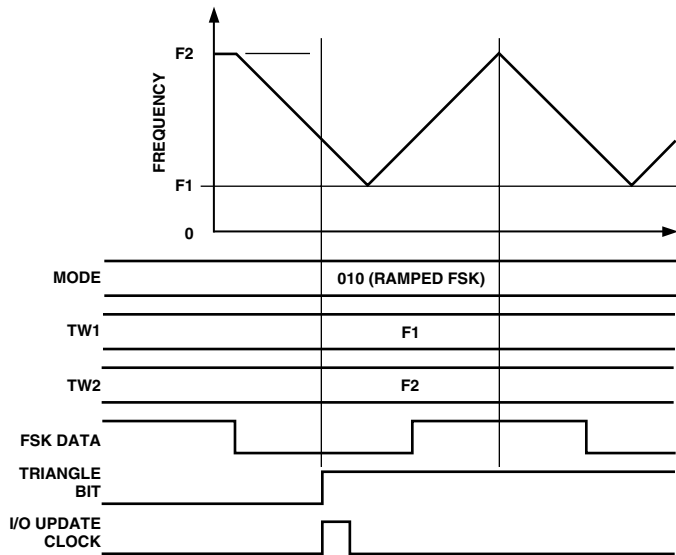 F2
FREQUENCY
F1
0
MODE
010 (RAMPED FSK)
TW1
F1
TW2
F2
FSK DATA
TRIANGLE
BIT
I/O UPDATE
CLOCK